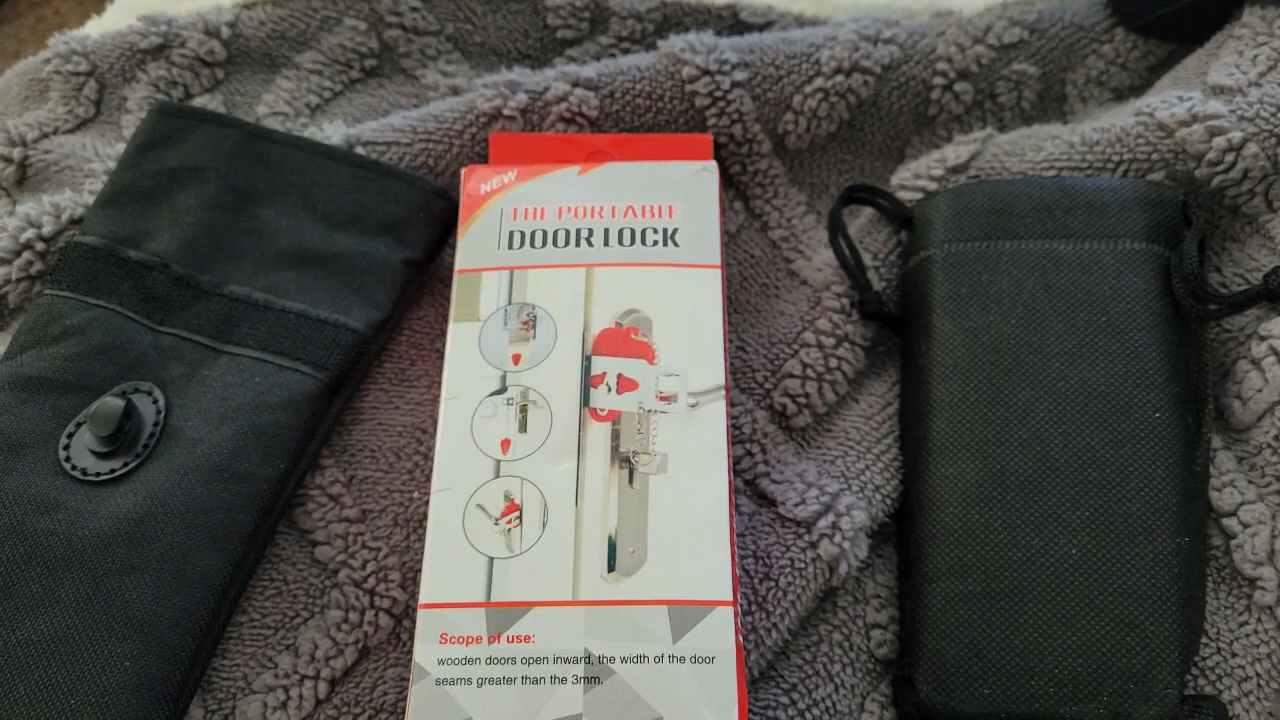 NEW
THE PORTABLE
DOOR LOCK
Scope of use:
wooden doors open inward, the width of the door
seams greater than the 3mm.